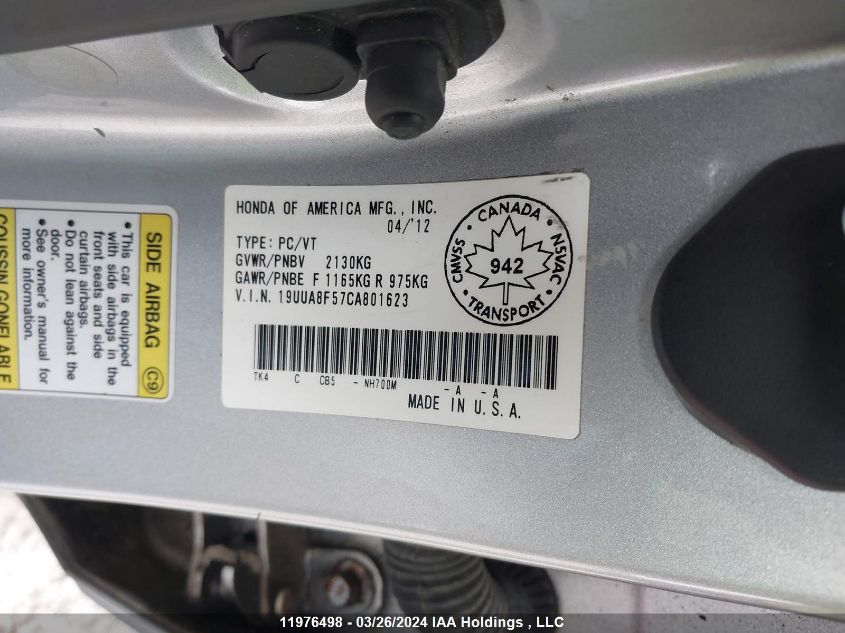 HONDA OF AMERICA MFG., INC.
04/'12
TYPE: PC/VT
GVWR/PNBV 2130KG
GAWR/PNBE F 1165KG R 975KG
V.I.N. 19UUA8F57CA801623
TK4 C CB5 - NH700M -A -A
MADE IN U.S.A.
CANADA
CMVSS
NSVAC
942
TRANSPORT
SIDE AIRBAG C9
• This car is equipped
with side airbags in the
front seats and side
curtain airbags.
• Do not lean against the
door.
• See owner's manual for
more information.
COUSSIN GONFLABLE
11976498 - 03/26/2024 IAA Holdings , LLC